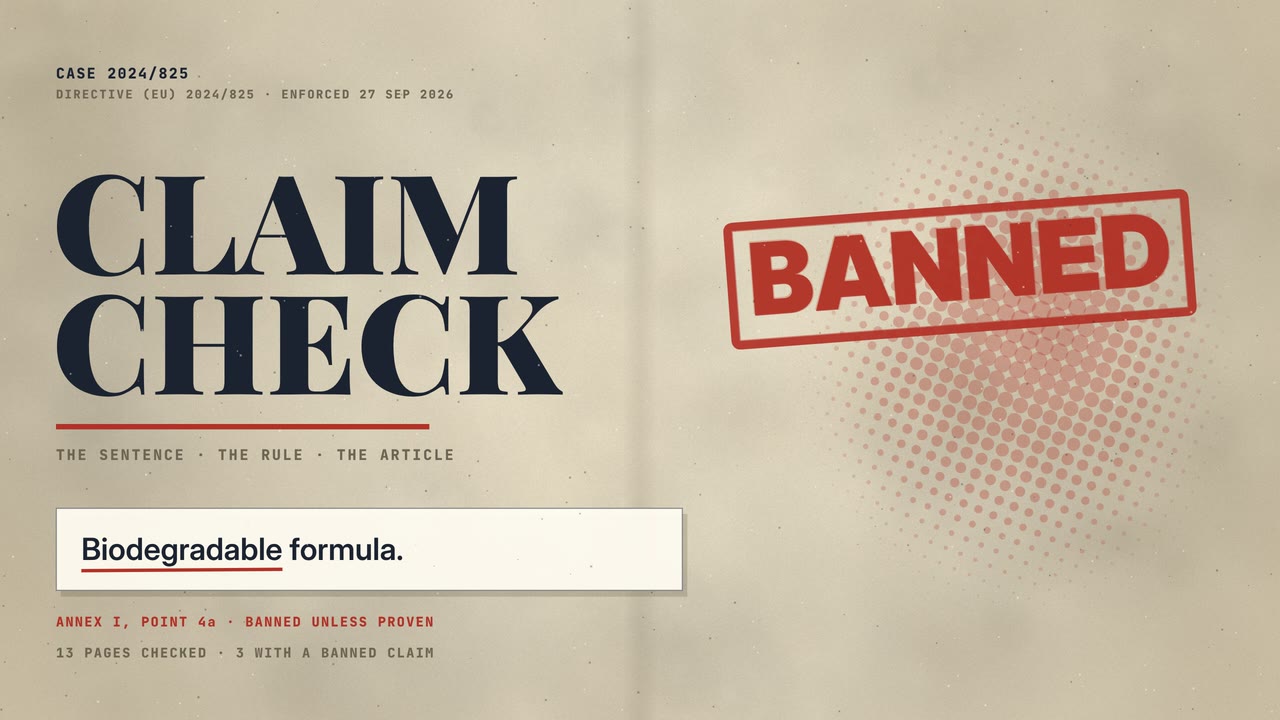 CASE 2024/825
DIRECTIVE (EU) 2024/825 · ENFORCED 27 SEP 2026
CLAIM
CHECK
THE SENTENCE · THE RULE · THE ARTICLE
Biodegradable formula.
ANNEX I, POINT 4a · BANNED UNLESS PROVEN
13 PAGES CHECKED · 3 WITH A BANNED CLAIM
BANNED